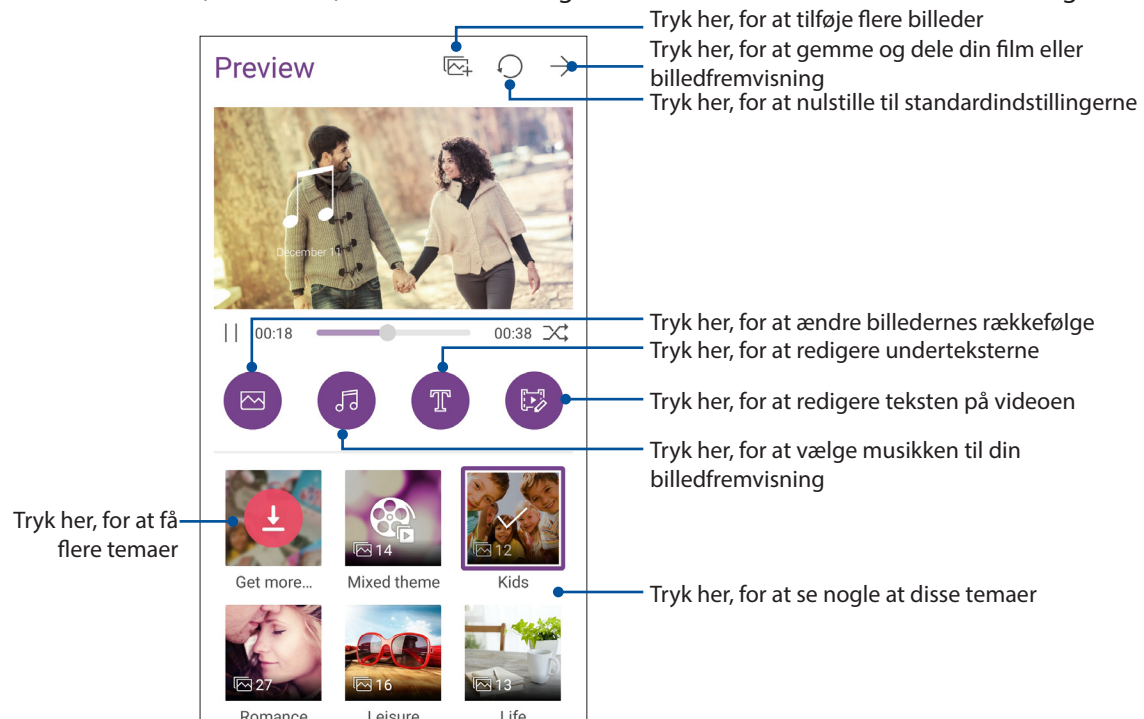 Tryk her, for at tilføje flere billeder
Tryk her, for at gemme og dele din film eller
billedfremvisning
Tryk her, for at nulstille til standardindstillingerne
Preview
December 11
00:18
00:38
Tryk her, for at ændre billedernes rækkefølge
Tryk her, for at redigere underteksterne
Tryk her, for at redigere teksten på videoen
Tryk her, for at vælge musikken til din
billedfremvisning
Tryk her, for at få
flere temaer
14
12
Get more...
Mixed theme
Kids
Tryk her, for at se nogle at disse temaer
27
16
13
Romance
Leisure
Life